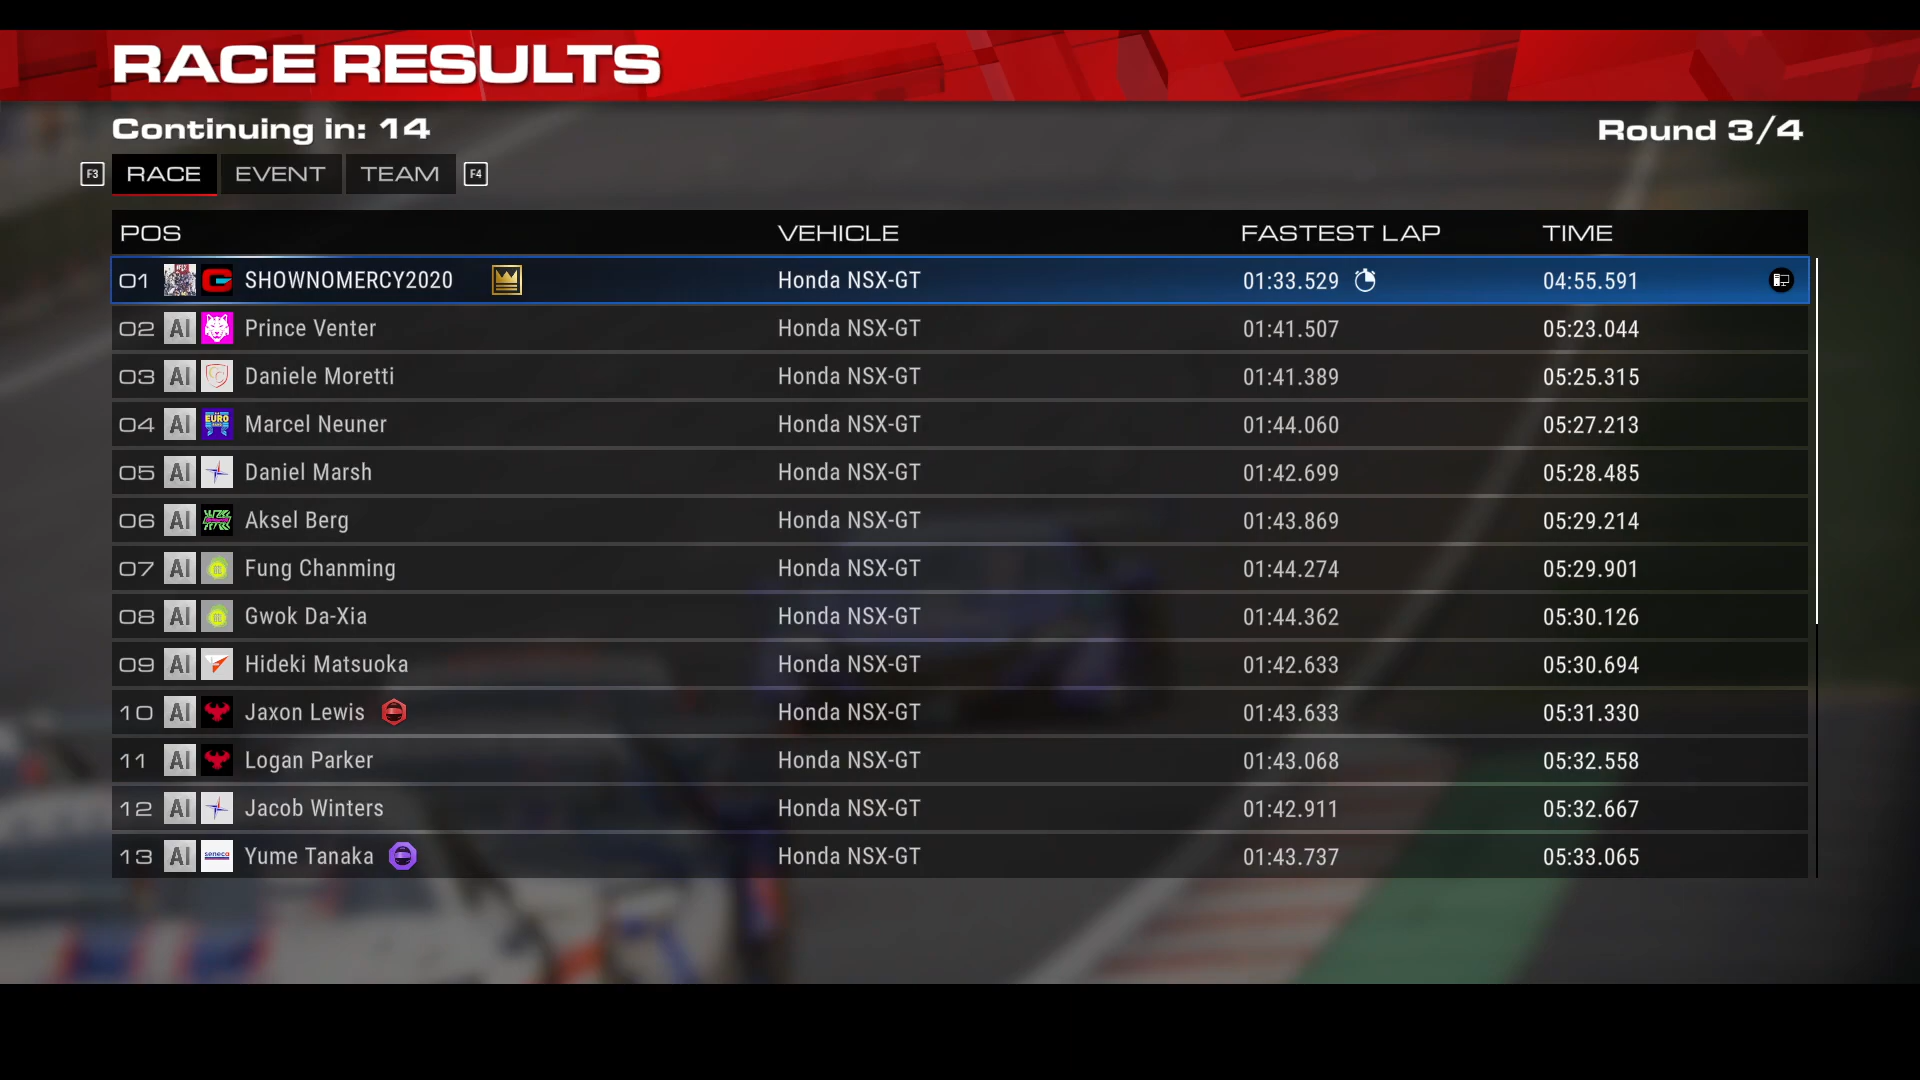 RACE RESULTS
Continuing in: 14
Round 3/4
F3 RACE EVENT TEAM F4
POS VEHICLE FASTEST LAP TIME
01 SHOWNOMERCY2020 Honda NSX-GT 01:33.529 04:55.591
02 AI Prince Venter Honda NSX-GT 01:41.507 05:23.044
03 AI Daniele Moretti Honda NSX-GT 01:41.389 05:25.315
04 AI EURO Marcel Neuner Honda NSX-GT 01:44.060 05:27.213
05 AI Daniel Marsh Honda NSX-GT 01:42.699 05:28.485
06 AI Aksel Berg Honda NSX-GT 01:43.869 05:29.214
07 AI Fung Chanming Honda NSX-GT 01:44.274 05:29.901
08 AI Gwok Da-Xia Honda NSX-GT 01:44.362 05:30.126
09 AI Hideki Matsuoka Honda NSX-GT 01:42.633 05:30.694
10 AI Jaxon Lewis Honda NSX-GT 01:43.633 05:31.330
11 AI Logan Parker Honda NSX-GT 01:43.068 05:32.558
12 AI Jacob Winters Honda NSX-GT 01:42.911 05:32.667
13 AI seneca Yume Tanaka Honda NSX-GT 01:43.737 05:33.065